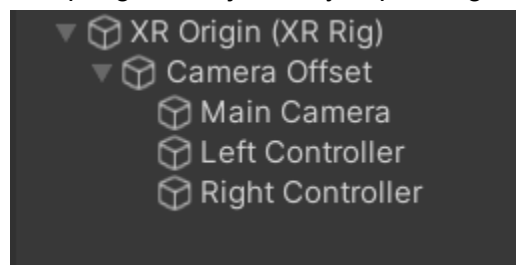 XR Origin (XR Rig)
Camera Offset
Main Camera
Left Controller
Right Controller